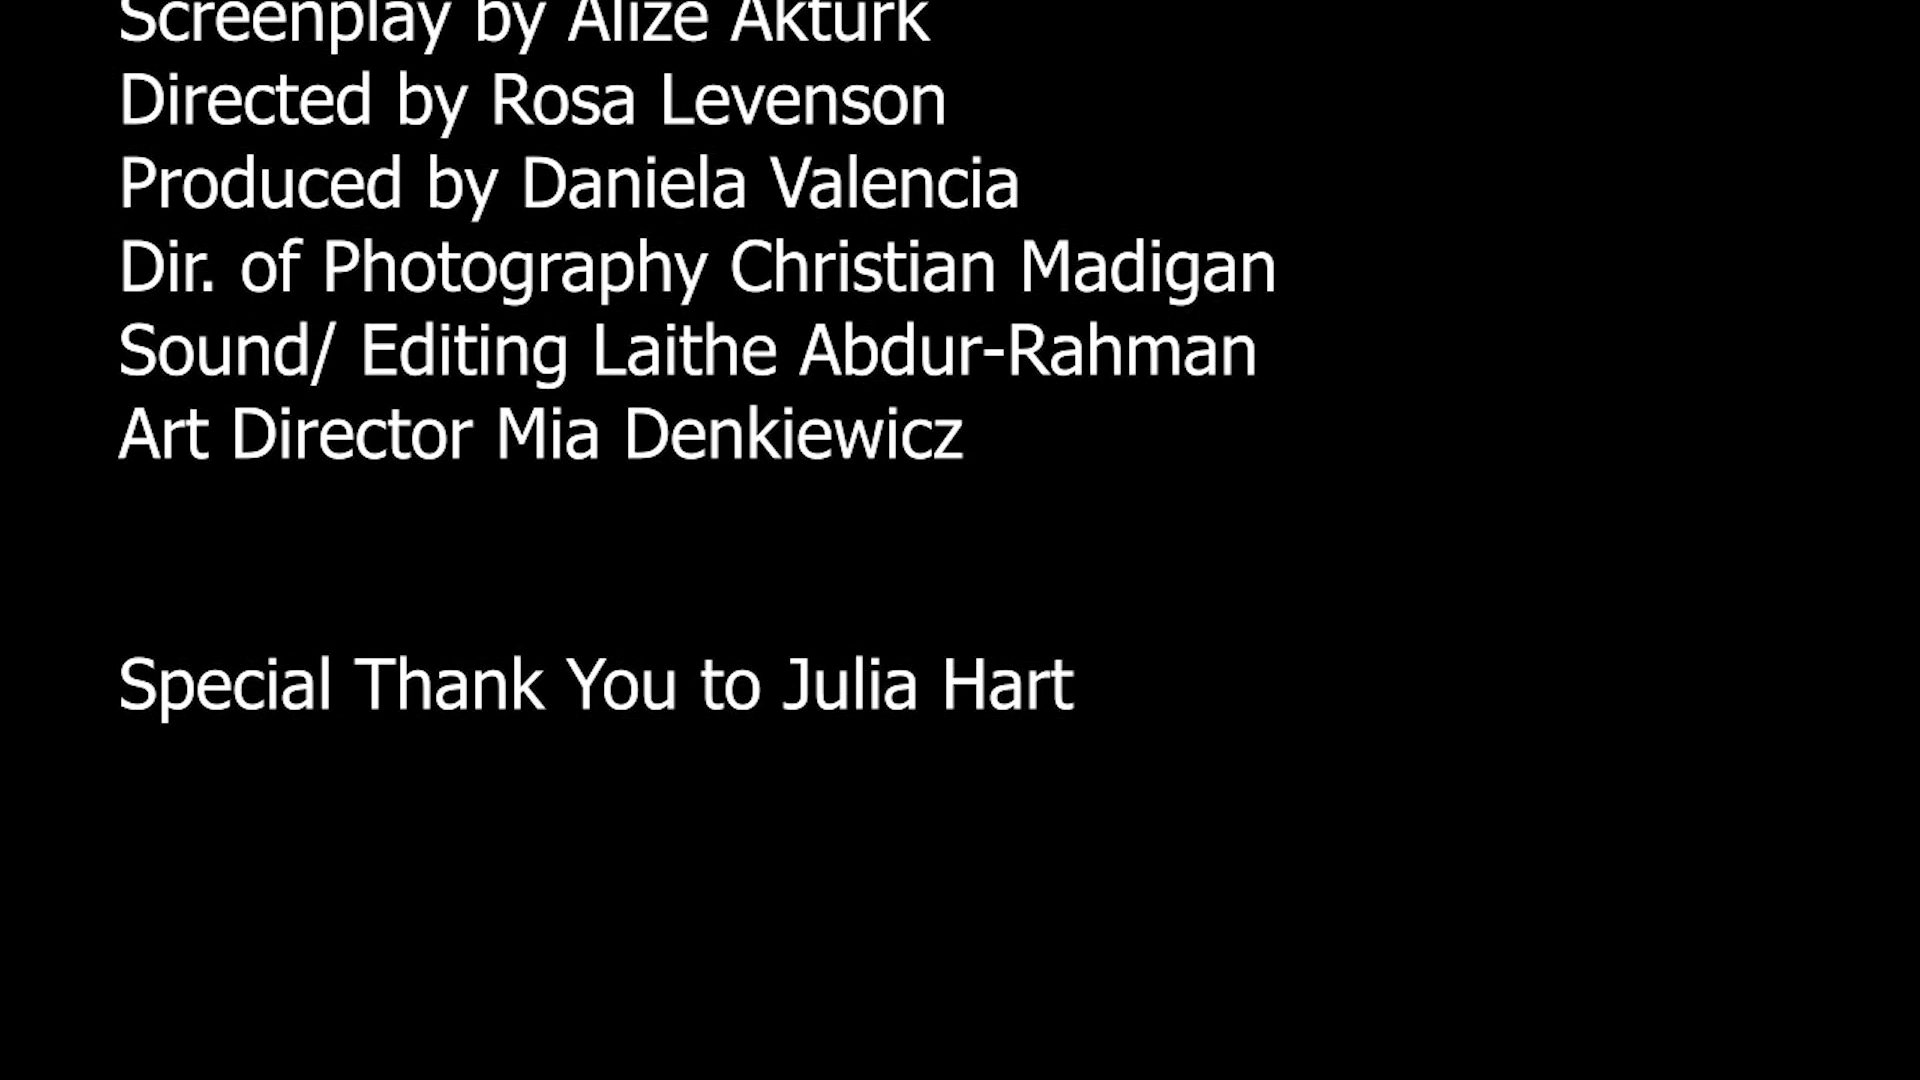 Screenplay by Alize Akturk
Directed by Rosa Levenson
Produced by Daniela Valencia
Dir. of Photography Christian Madigan
Sound/ Editing Laithe Abdur-Rahman
Art Director Mia Denkiewicz
Special Thank You to Julia Hart